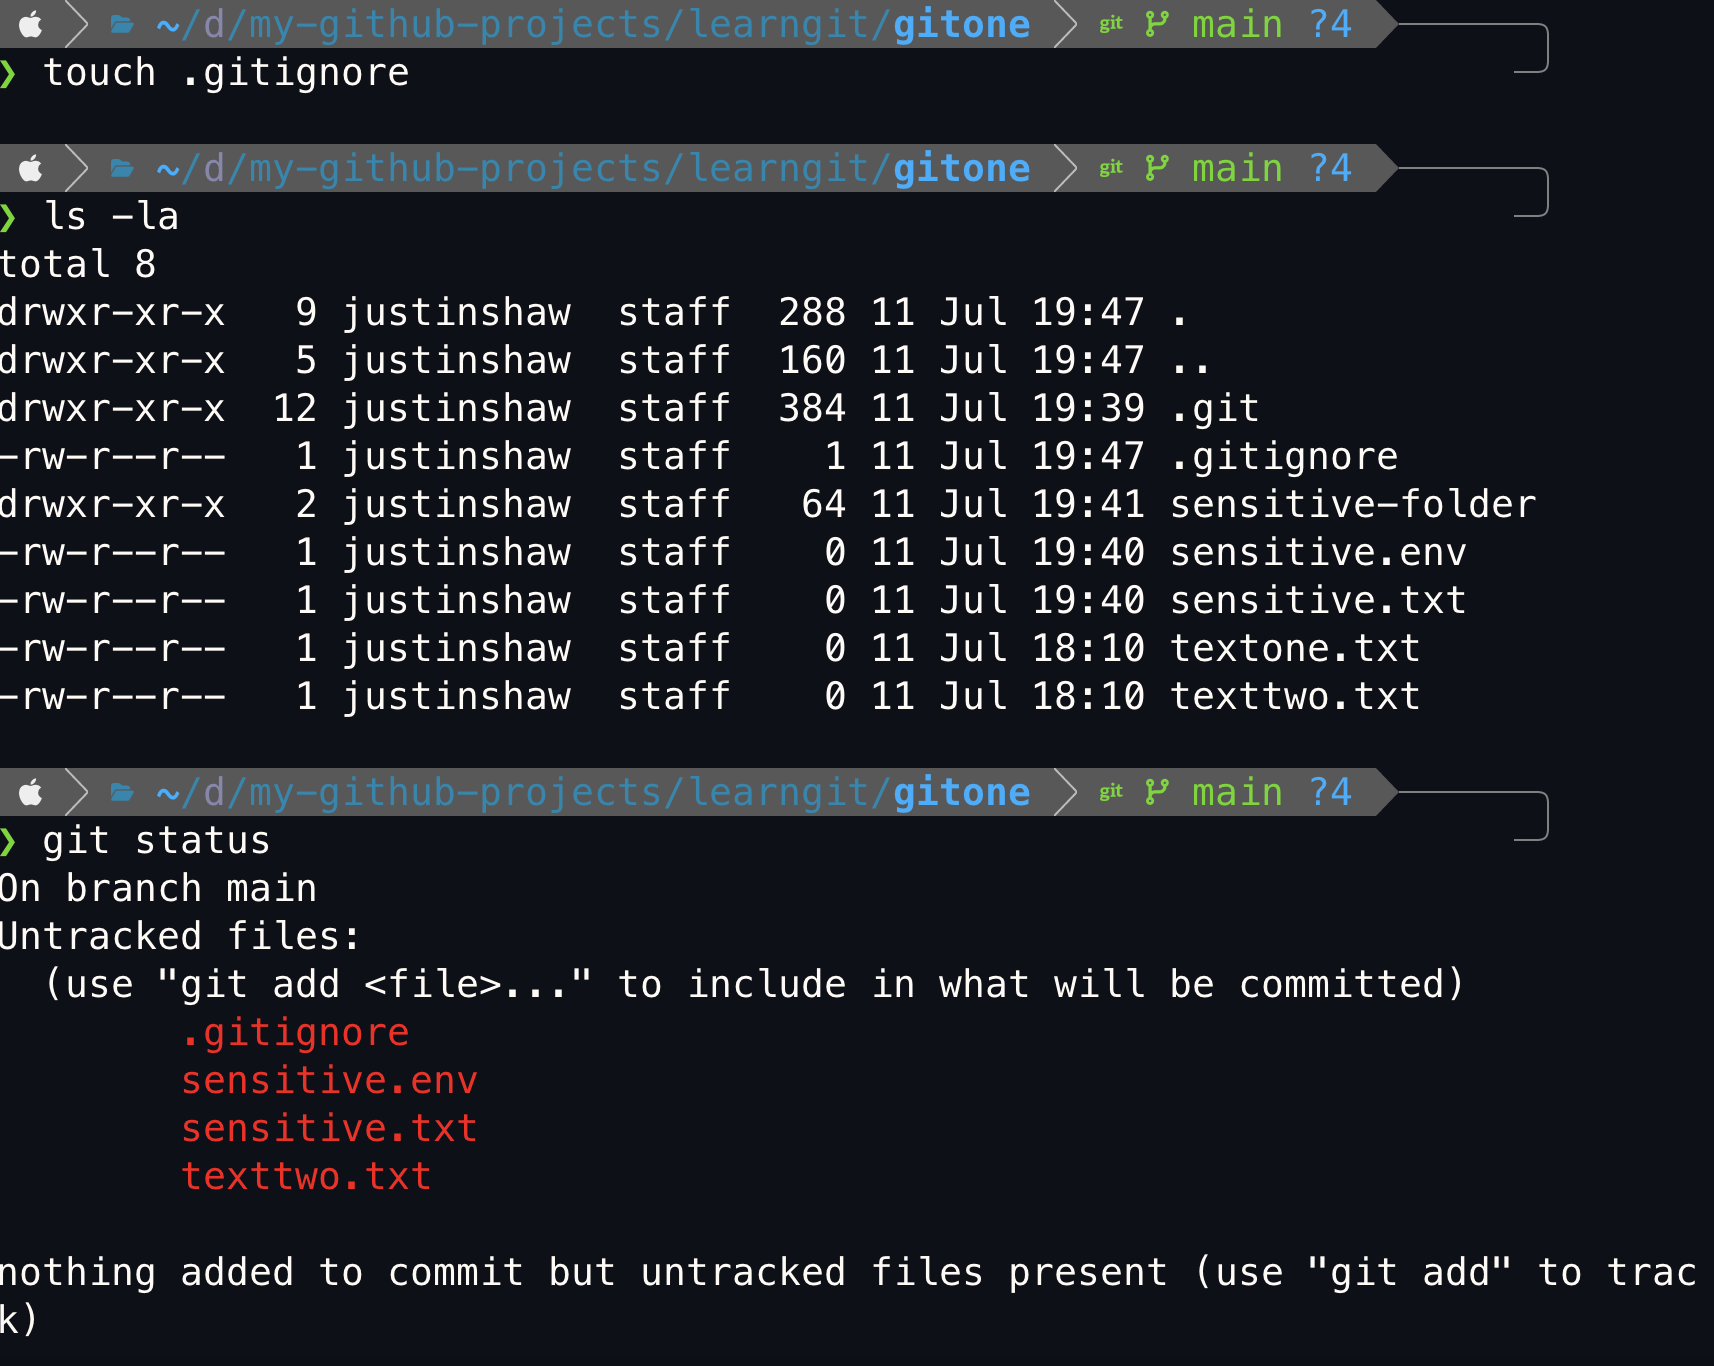 ~/d/my-github-projects/learngit/gitone git main ?4
❯ touch .gitignore
~/d/my-github-projects/learngit/gitone git main ?4
❯ ls -la
total 8
drwxr-xr-x   9 justinshaw  staff  288 11 Jul 19:47 .
drwxr-xr-x   5 justinshaw  staff  160 11 Jul 19:47 ..
drwxr-xr-x  12 justinshaw  staff  384 11 Jul 19:39 .git
-rw-r--r--   1 justinshaw  staff    1 11 Jul 19:47 .gitignore
drwxr-xr-x   2 justinshaw  staff   64 11 Jul 19:41 sensitive-folder
-rw-r--r--   1 justinshaw  staff    0 11 Jul 19:40 sensitive.env
-rw-r--r--   1 justinshaw  staff    0 11 Jul 19:40 sensitive.txt
-rw-r--r--   1 justinshaw  staff    0 11 Jul 18:10 textone.txt
-rw-r--r--   1 justinshaw  staff    0 11 Jul 18:10 texttwo.txt
~/d/my-github-projects/learngit/gitone git main ?4
❯ git status
On branch main
Untracked files:
  (use "git add <file>..." to include in what will be committed)
        .gitignore
        sensitive.env
        sensitive.txt
        texttwo.txt
nothing added to commit but untracked files present (use "git add" to trac
k)